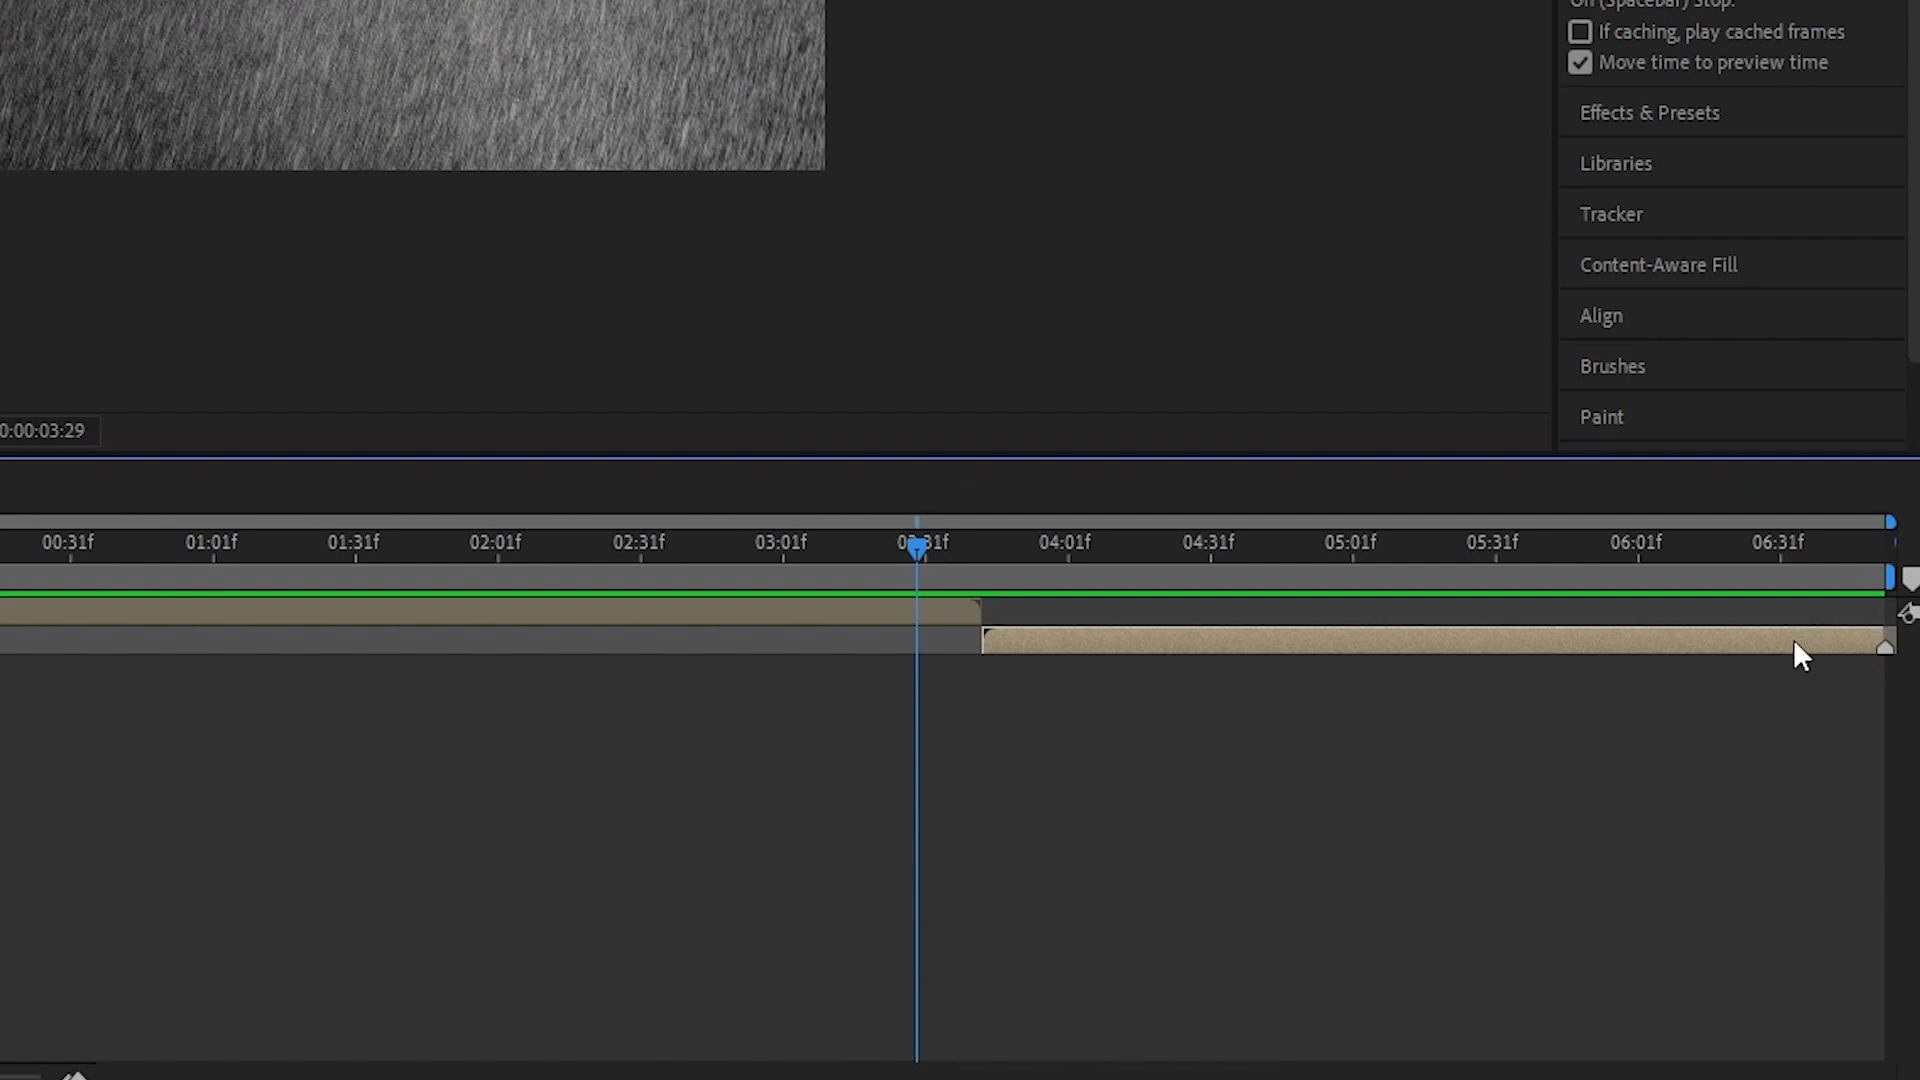 On (Spacebar) Stop:
If caching, play cached frames
Move time to preview time
Effects & Presets
Libraries
Tracker
Content-Aware Fill
Align
Brushes
Paint
0:00:03:29
00:31f 01:01f 01:31f 02:01f 02:31f 03:01f 03:31f 04:01f 04:31f 05:01f 05:31f 06:01f 06:31f